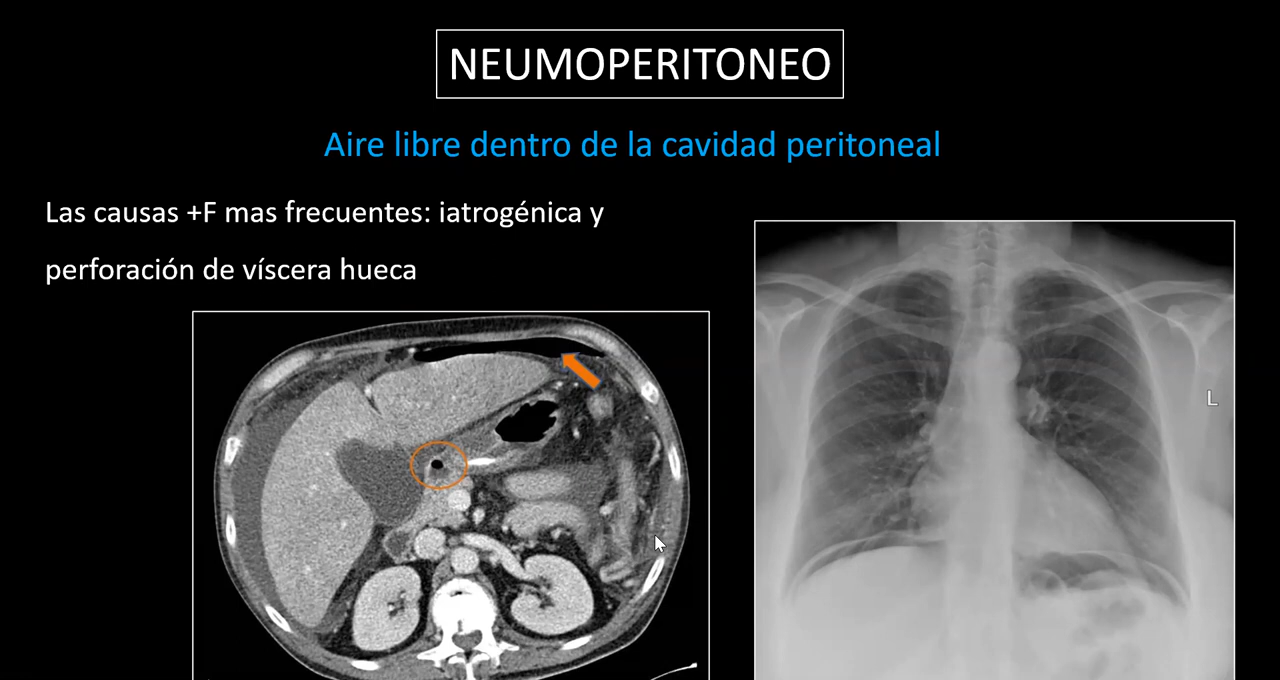 NEUMOPERITONEO
Aire libre dentro de la cavidad peritoneal
Las causas +F mas frecuentes: iatrogénica y
perforación de víscera hueca
L